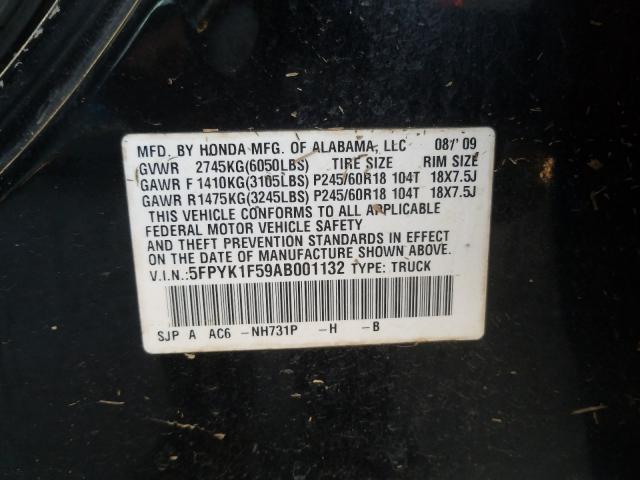 MFD. BY HONDA MFG. OF ALABAMA, LLC 08/'09
GVWR 2745KG(6050LBS) TIRE SIZE RIM SIZE
GAWR F 1410KG(3105LBS) P245/60R18 104T 18X7.5J
GAWR R1475KG(3245LBS) P245/60R18 104T 18X7.5J
THIS VEHICLE CONFORMS TO ALL APPLICABLE
FEDERAL MOTOR VEHICLE SAFETY
AND THEFT PREVENTION STANDARDS IN EFFECT
ON THE DATE OF MANUFACTURE SHOWN ABOVE.
V.I.N.:5FPYK1F59AB001132 TYPE: TRUCK
SJP A AC6 -NH731P -H -B